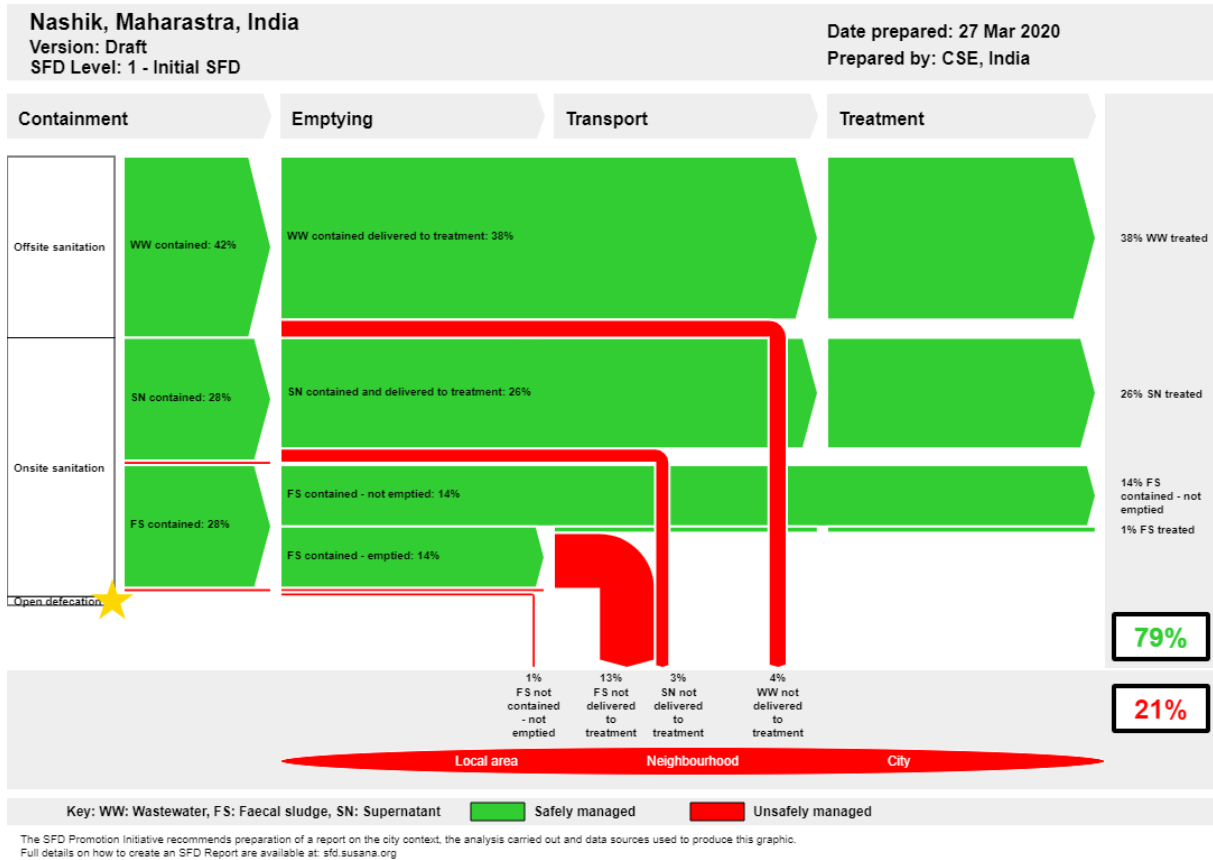 Nashik, Maharastra, India
Version: Draft
SFD Level: 1 - Initial SFD
Date prepared: 27 Mar 2020
Prepared by: CSE, India
Containment
Emptying
Transport
Treatment
Offsite sanitation
WW contained: 42%
WW contained delivered to treatment: 38%
38% WW treated
SN contained: 28%
SN contained and delivered to treatment: 26%
26% SN treated
Onsite sanitation
FS contained: 28%
FS contained - not emptied: 14%
14% FS
contained - not
emptied
1% FS treated
FS contained - emptied: 14%
Open defecation
79%
1%
FS not
contained
- not
emptied
13%
FS not
delivered
to
treatment
3%
SN not
delivered
to
treatment
4%
WW not
delivered
to
treatment
21%
Local area
Neighbourhood
City
Key: WW: Wastewater, FS: Faecal sludge, SN: Supernatant
Safely managed
Unsafely managed
The SFD Promotion Initiative recommends preparation of a report on the city context, the analysis carried out and data sources used to produce this graphic.
Full details on how to create an SFD Report are available at: sfd.susana.org